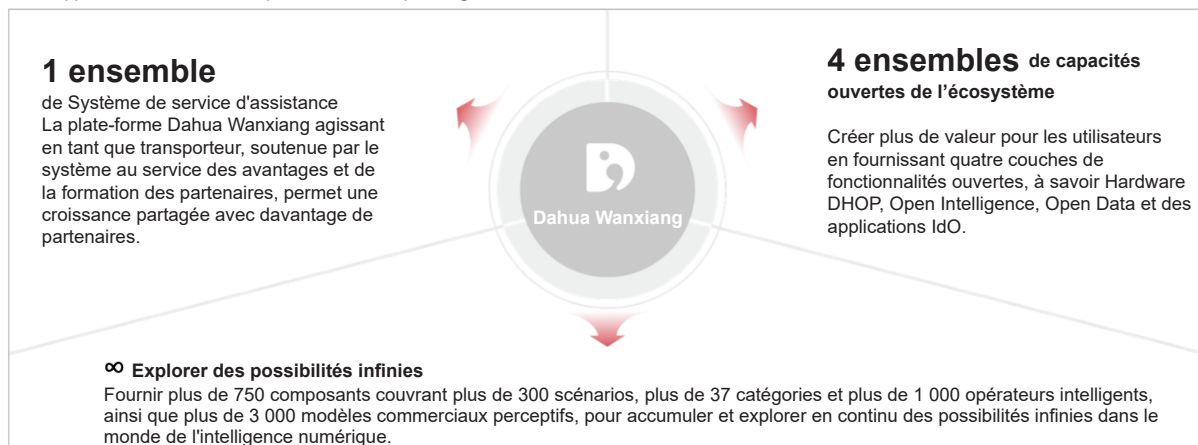 1 ensemble
de Système de service d'assistance
La plate-forme Dahua Wanxiang agissant
en tant que transporteur, soutenue par le
système au service des avantages et de
la formation des partenaires, permet une
croissance partagée avec davantage de
partenaires.
Dahua Wanxiang
4 ensembles de capacités
ouvertes de l’écosystème
Créer plus de valeur pour les utilisateurs
en fournissant quatre couches de
fonctionnalités ouvertes, à savoir Hardware
DHOP, Open Intelligence, Open Data et des
applications IdO.
∞ Explorer des possibilités infinies
Fournir plus de 750 composants couvrant plus de 300 scénarios, plus de 37 catégories et plus de 1 000 opérateurs intelligents,
ainsi que plus de 3 000 modèles commerciaux perceptifs, pour accumuler et explorer en continu des possibilités infinies dans le
monde de l'intelligence numérique.